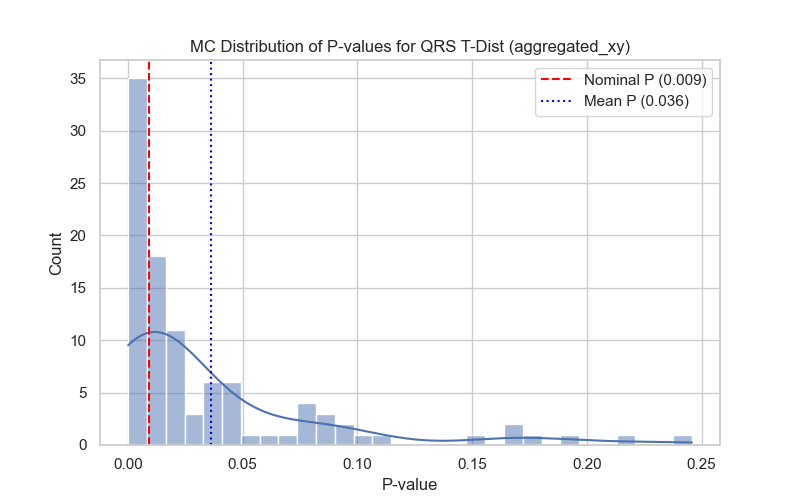 MC Distribution of P-values for QRS T-Dist (aggregated_xy)
Nominal P (0.009)
Mean P (0.036)
Count
35
30
25
20
15
10
5
0
0.00
0.05
0.10
0.15
0.20
0.25
P-value